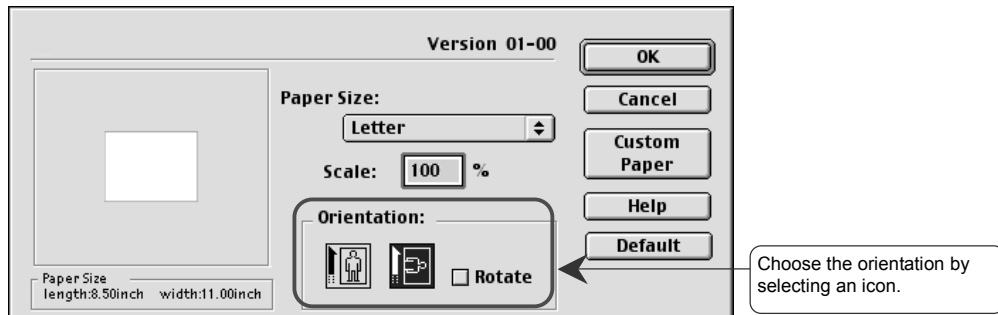 Version 01-00
OK
Paper Size:
Cancel
Letter
Custom
Paper
Scale: 100 %
Orientation:
Help
Default
Rotate
Choose the orientation by
selecting an icon.
Paper Size
length:8.50inch width:11.00inch